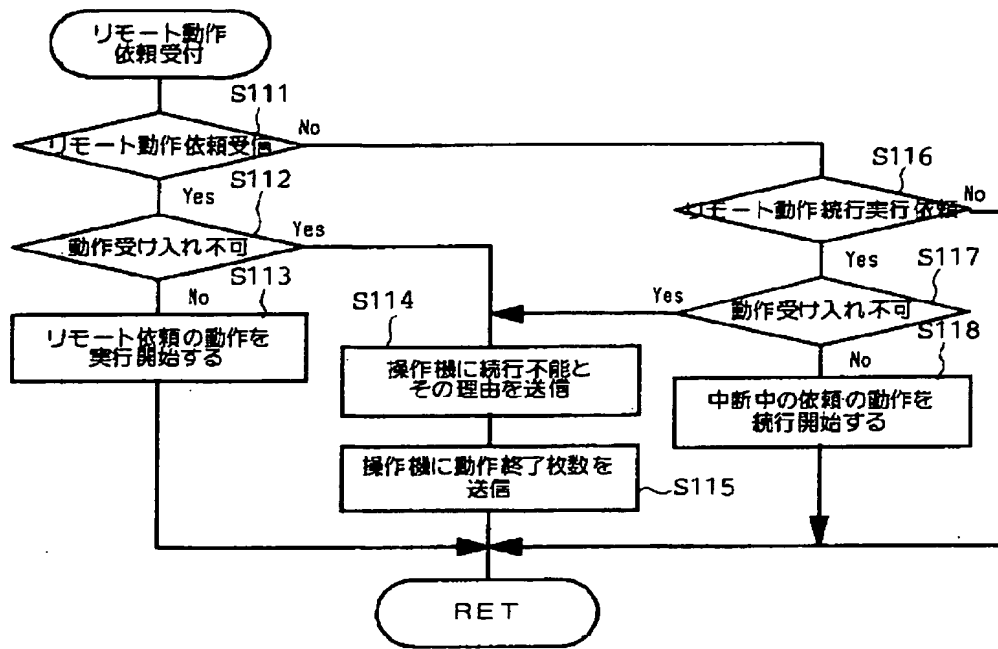 リモート動作
依頼受付
S111
リモート動作依頼受信
No
Yes
S112
動作受け入れ不可
Yes
No
S113
リモート依頼の動作を
実行開始する
S114
操作機に続行不能と
その理由を送信
操作機に動作終了枚数を
送信
S115
S116
リモート動作続行実行依頼
No
Yes
S117
動作受け入れ不可
Yes
No
S118
中断中の依頼の動作を
続行開始する
RET